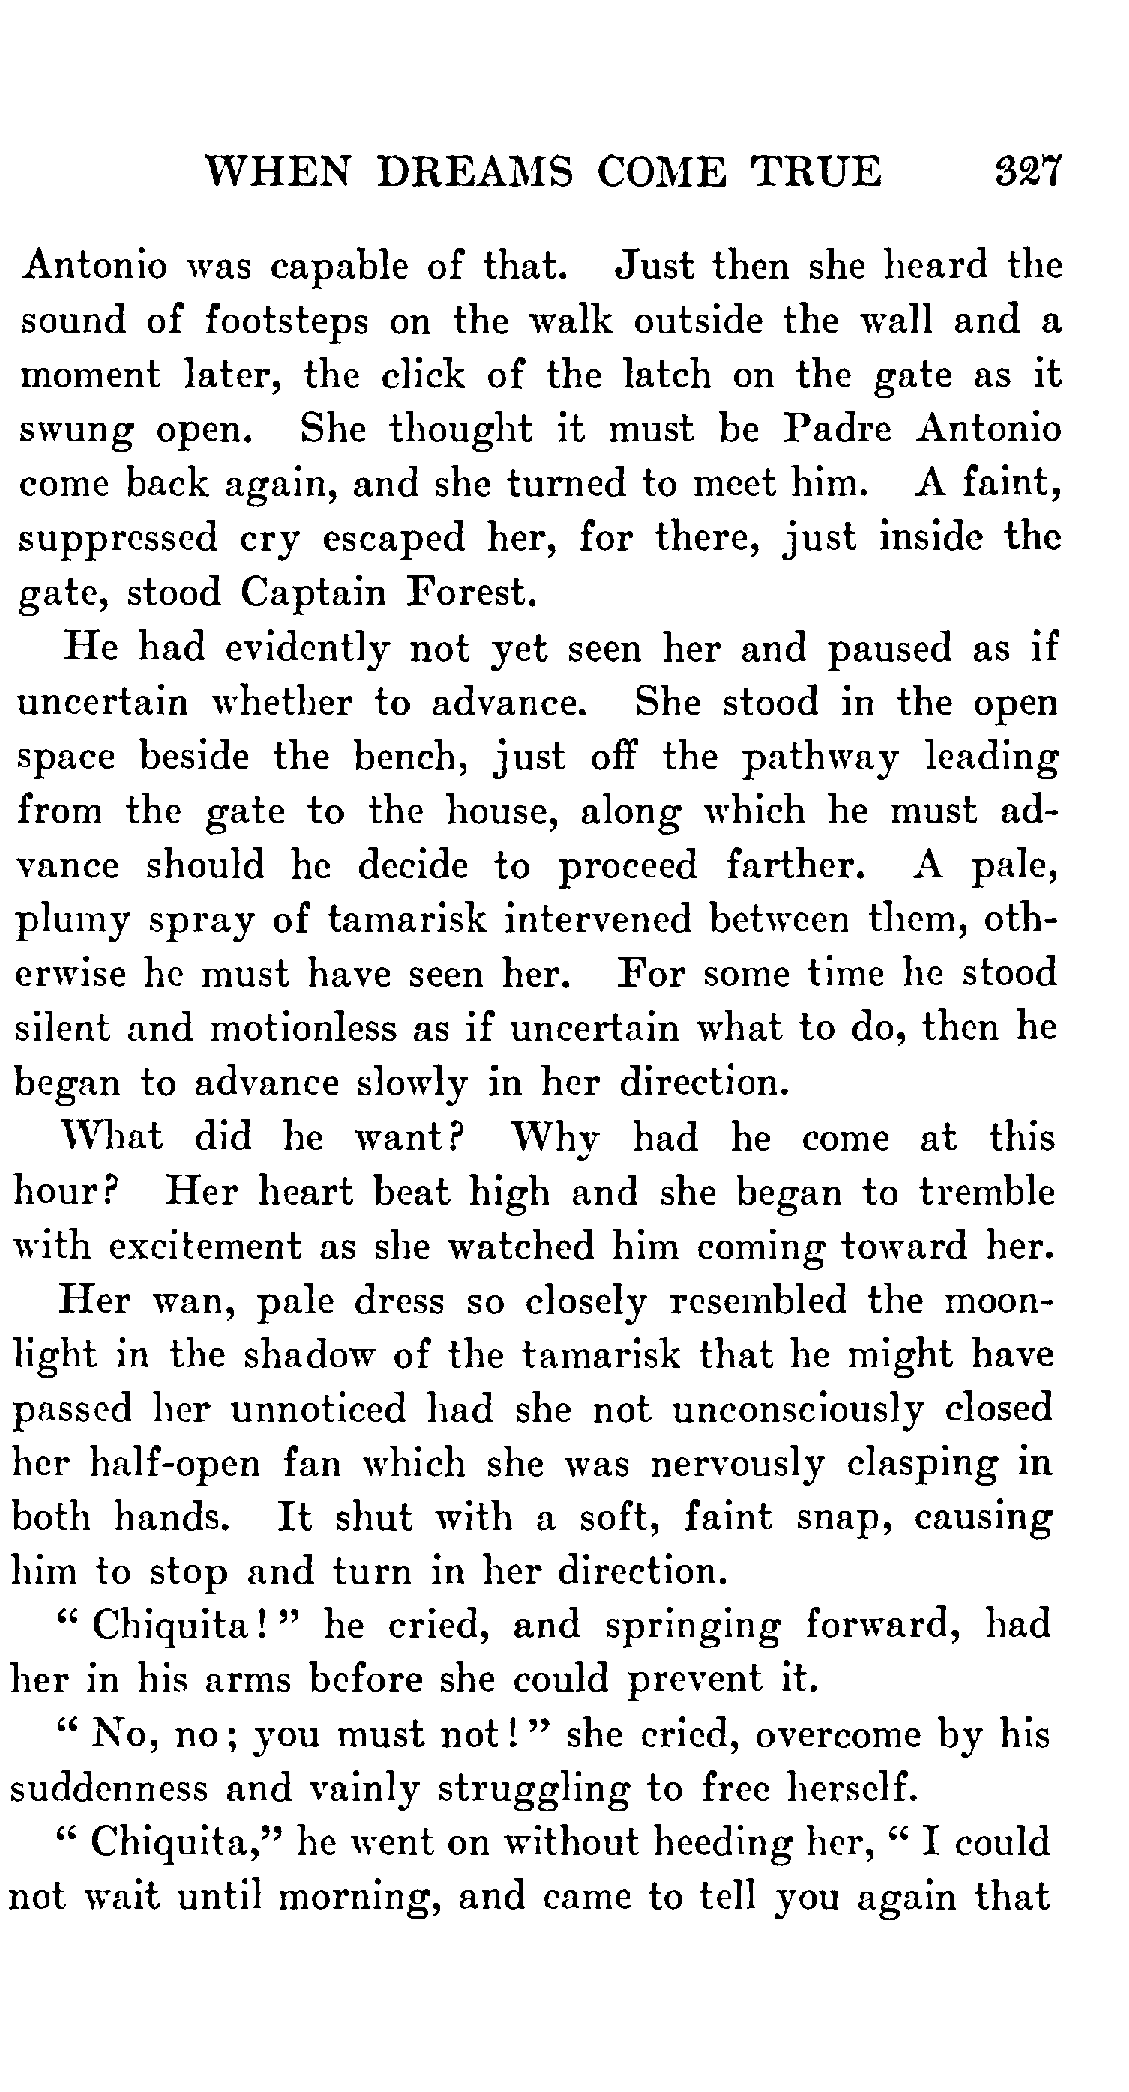 WHEN DREAMS COME TRUE 327
Antonio was capable of that. Just then she heard the
sound of footsteps on the walk outside the wall and a
moment later, the click of the latch on the gate as it
swung open. She thought it must be Padre Antonio
come back again, and she turned to meet him. A faint,
suppressed cry escaped her, for there, just inside the
gate, stood Captain Forest.
He had evidently not yet seen her and paused as if
uncertain whether to advance. She stood in the open
space beside the bench, just off the pathway leading
from the gate to the house, along which he must ad-
vance should he decide to proceed farther. A pale,
plumy spray of tamarisk intervened between them, oth-
erwise he must have seen her. For some time he stood
silent and motionless as if uncertain what to do, then he
began to advance slowly in her direction.
What did he want? Why had he come at this
hour? Her heart beat high and she began to tremble
with excitement as she watched him coming toward her.
Her wan, pale dress so closely resembled the moon-
light in the shadow of the tamarisk that he might have
passed her unnoticed had she not unconsciously closed
her half-open fan which she was nervously clasping in
both hands. It shut with a soft, faint snap, causing
him to stop and turn in her direction.
“ Chiquita! ” he cried, and springing forward, had
her in his arms before she could prevent it.
“ No, no; you must not! ” she cried, overcome by his
suddenness and vainly struggling to free herself.
“ Chiquita,” he went on without heeding her, “ I could
not wait until morning, and came to tell you again that